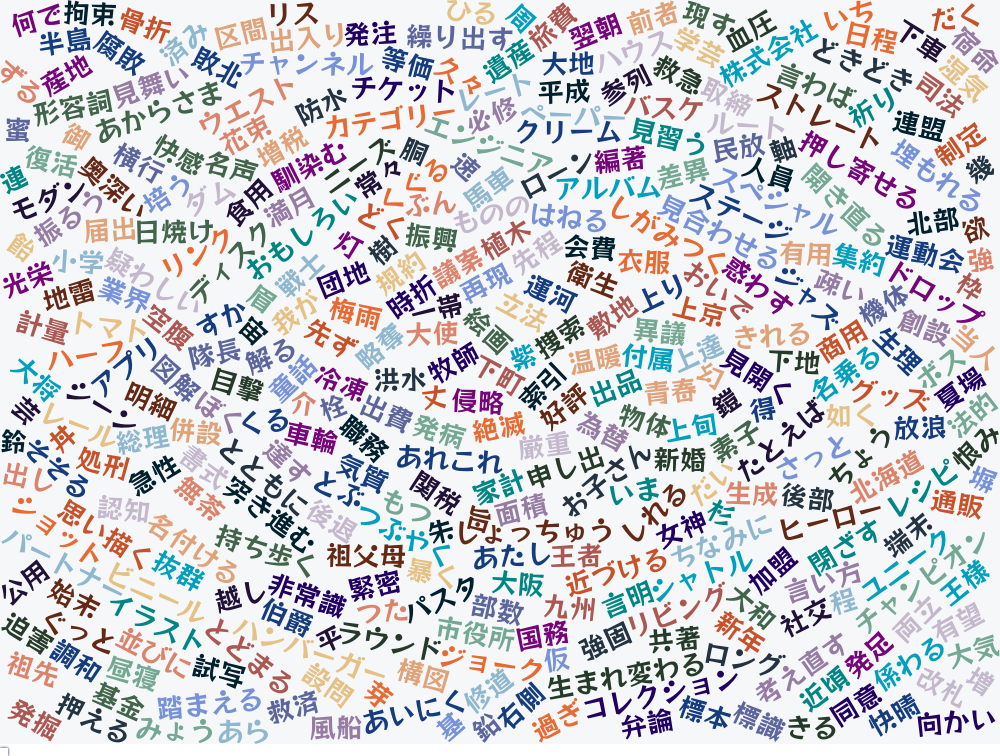 何で
拘束
骨折
リス
ひる
周
旅費
翌朝
前者
現す
血圧
いち
日程
だく
宿命
半島
腐敗
済み
区間
出入り
発注
繰り出す
遺産
大地
ハウス
学芸
株式会社
どきどき
下車
湿気
ずる
産地
見舞い
敗北
チャンネル
等価
クァ
レート
平成
参列
救急
取締
言わば
祈り
司法
形容詞
あからさま
ウエスト
防水
チケット
必修
ペーパー
バスケ
ルート
ストレート
連盟
制定
蜜
御
花束
増税
カテゴリー
エンジニア
クリーム
見習う
民放
軸
押し寄せる
埋もれる
幾
連
復活
奥深い
横行
快感
名声
馴染む
ニーズ
胴
速
ローン
編著
差異
人員
開き直る
モダン
振るう
培う
ダム
食用
満月
おもしろい
常々
ぐる
どく
ぶん
馬車
アルバム
スペシャル
ステージ
北部
欲
飴
届出
日焼け
リンク
ディスク
灯
樹
振興
ものの
はねる
しがみつく
見合わせる
有用
集約
運動会
強
光栄
小学
疑わしい
戦士
団地
規約
議案
植木
先程
会費
衣服
惑わす
ジャズ
疎い
機体
ドロップ
枠
地雷
業界
盲
我が
梅雨
時折
一帯
再現
運河
衛生
上り
おいで
計量
トマト
空腹
すか
曲
先ず
略奪
大使
絵画
立法
捜索
敷地
上京
異議
きれる
商用
生理
創設
当人
ハーフ
アプリ
図解
隊長
解る
童話
冷凍
洪水
牧師
下町
紫
索引
温暖
付属
上達
幻
見開く
下地
名乗る
ボス
大将
ジーン
明細
目撃
介
栓
出費
丈
侵略
好評
出品
青春
鎧
得る
グッズ
夏場
芸
レール
ぼく
くる
車輪
職務
発病
絶滅
厳重
為替
物体
上旬
素子
たとえば
如く
放浪
法的
鈴
丼
総理
併設
書式
ととも
に
達す
とぶ
気質
あれこれ
申し出
お子さん
新婚
さっと
ちょう
恨み
そそる
処刑
急性
無茶
突き進む
後退
もつ
関税
家計
面積
いま
だい
生成
後部
北海道
レシピ
堀
出し
ショット
思い描く
認知
名付ける
持ち歩く
つぶやく
朱
旨
しょっちゅう
しれる
女神
杉
ヒーロー
通販
パートナー
抜群
祖父母
暴く
あたし
王者
近づける
ちなみに
加盟
閉ざす
端末
公用
始末
ビニール
イラスト
越し
非常識
緊密
つた
パスタ
大阪
九州
言明
シャトル
大和
言い方
ユニーク
チャンピオン
王様
迫害
ぐっと
並びに
とどまる
ハンバーガー
伯爵
平
ラウンド
市役所
部数
国務
強固
リビング
新年
社交
程
両立
有望
祖先
調和
昼寝
試写
設問
芽
構図
ジョーク
仮
共著
ロング
考え直す
発足
係わる
大気
発掘
押える
基金
踏まえる
救済
あいにく
修道
右側
生まれ変わる
コレクション
近頃
改札
増
みょう
あら
風船
基
鉛
過ぎ
弁論
標本
標識
きる
同意
快晴
向かい